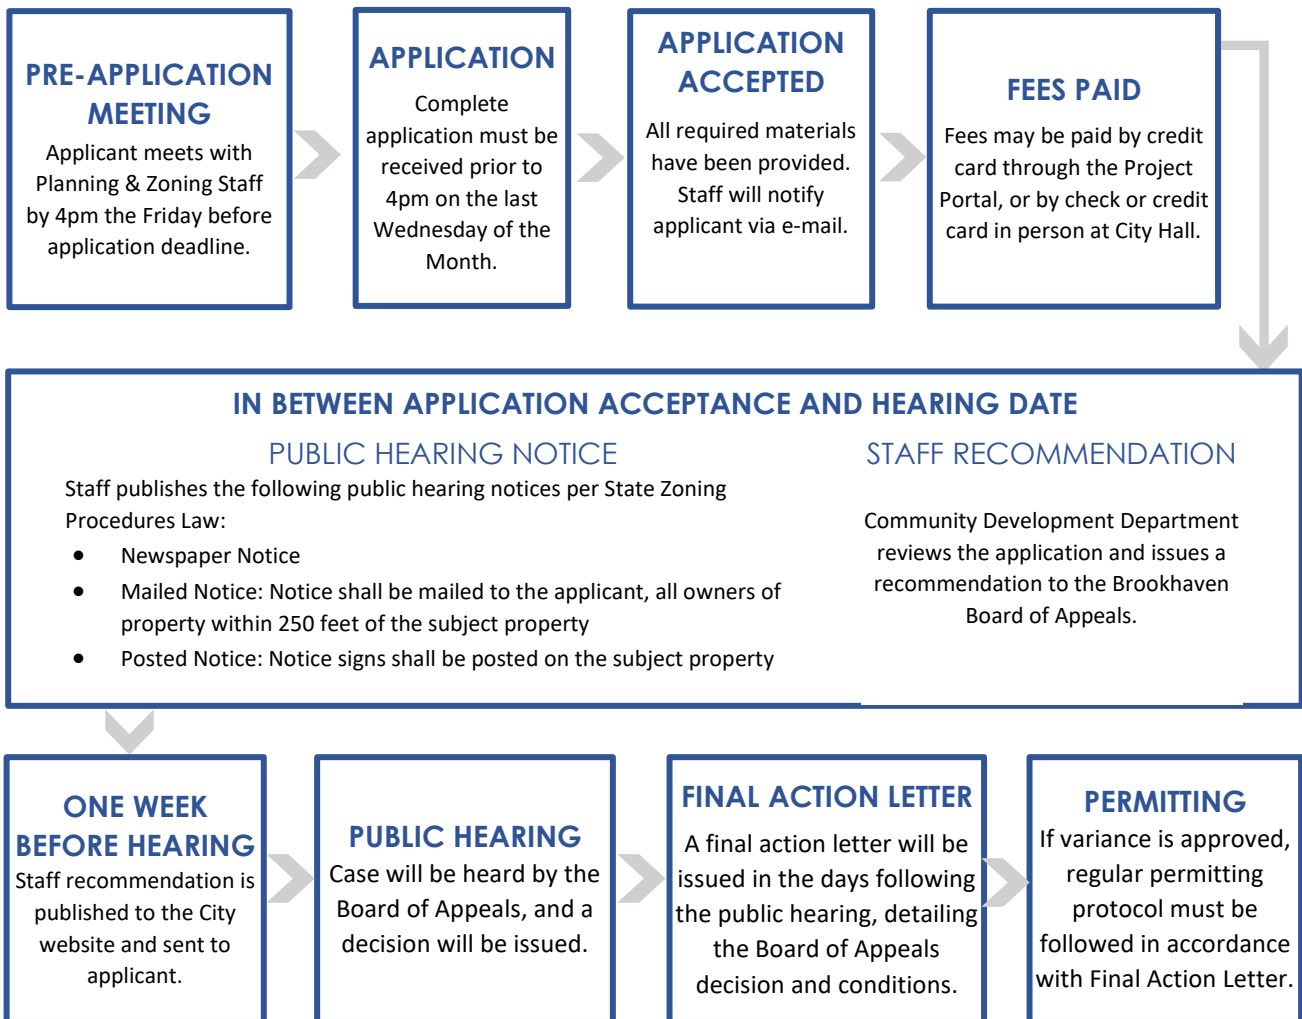 PRE-APPLICATION
MEETING
Applicant meets with
Planning & Zoning Staff
by 4pm the Friday before
application deadline.
APPLICATION
Complete
application must be
received prior to
4pm on the last
Wednesday of the
Month.
APPLICATION
ACCEPTED
All required materials
have been provided.
Staff will notify
applicant via e-mail.
FEES PAID
Fees may be paid by credit
card through the Project
Portal, or by check or credit
card in person at City Hall.
IN BETWEEN APPLICATION ACCEPTANCE AND HEARING DATE
PUBLIC HEARING NOTICE
Staff publishes the following public hearing notices per State Zoning
Procedures Law:
• Newspaper Notice
• Mailed Notice: Notice shall be mailed to the applicant, all owners of
property within 250 feet of the subject property
• Posted Notice: Notice signs shall be posted on the subject property
STAFF RECOMMENDATION
Community Development Department
reviews the application and issues a
recommendation to the Brookhaven
Board of Appeals.
ONE WEEK
BEFORE HEARING
Staff recommendation is
published to the City
website and sent to
applicant.
PUBLIC HEARING
Case will be heard by the
Board of Appeals, and a
decision will be issued.
FINAL ACTION LETTER
A final action letter will be
issued in the days following
the public hearing, detailing
the Board of Appeals
decision and conditions.
PERMITTING
If variance is approved,
regular permitting
protocol must be
followed in accordance
with Final Action Letter.